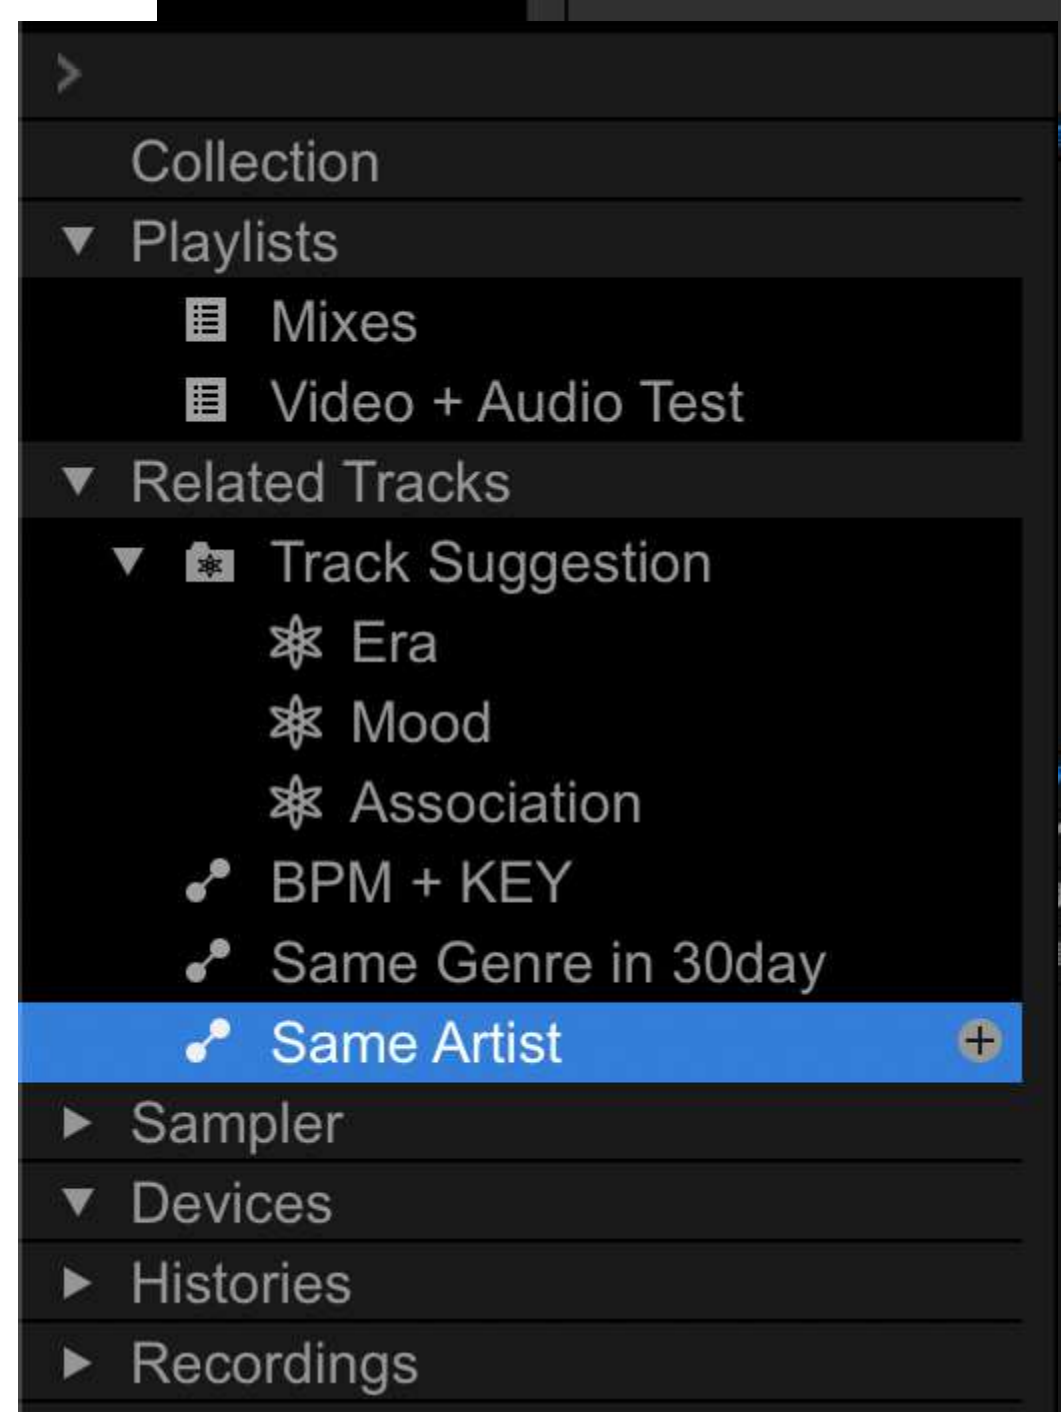 Collection
Playlists
Mixes
Video + Audio Test
Related Tracks
Track Suggestion
Era
Mood
Association
BPM + KEY
Same Genre in 30day
Same Artist
Sampler
Devices
Histories
Recordings